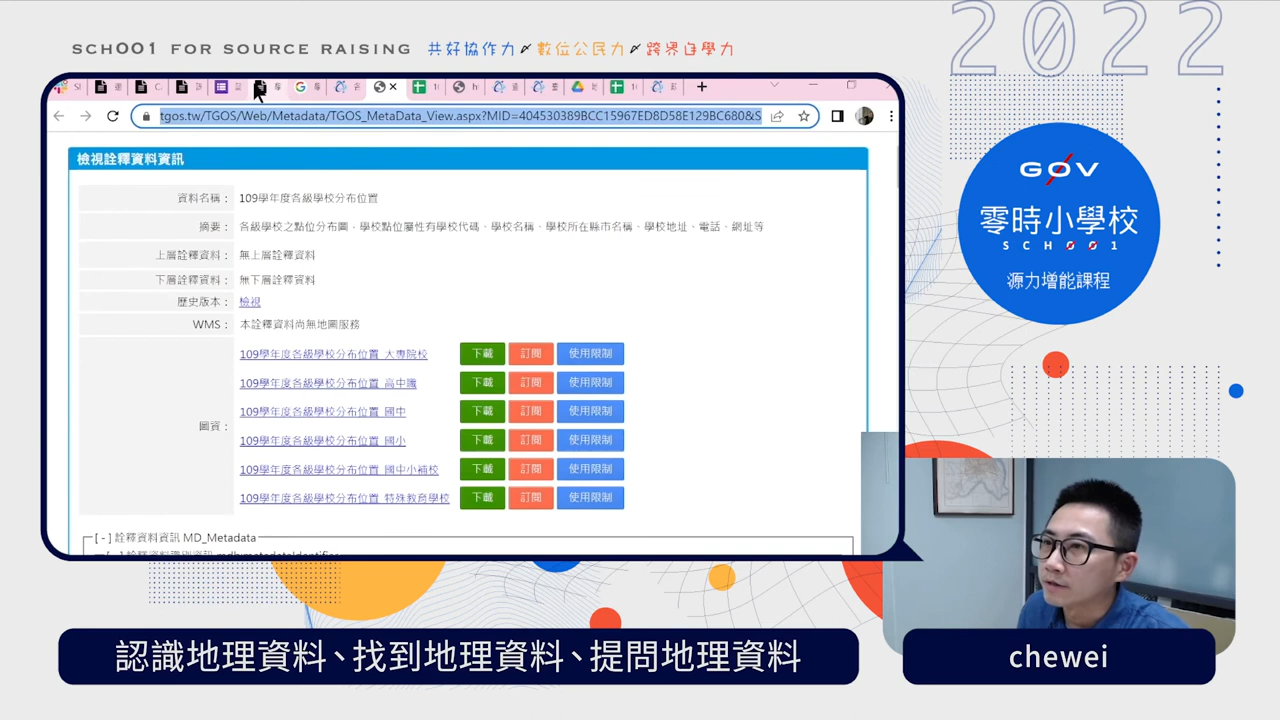 2022
SCHOO1 FOR SOURCE RAISING 共好協作力 數位公民力 跨界自學力
tgos.tw/TGOS/Web/Metadata/TGOS_MetaData_View.aspx?MID=404530389BCC15967ED8D58E129BC680&S
檢視詮釋資料資訊
資料名稱： 109學年度各級學校分布位置
摘要： 各級學校之點位分布圖，學校點位屬性有學校代碼、學校名稱、學校所在縣市名稱、學校地址、電話、網址等
上層詮釋資料： 無上層詮釋資料
下層詮釋資料： 無下層詮釋資料
歷史版本： 檢視
WMS： 本詮釋資料尚無地圖服務
圖資：
109學年度各級學校分布位置_大專院校 下載 訂閱 使用限制
109學年度各級學校分布位置_高中職 下載 訂閱 使用限制
109學年度各級學校分布位置_國中 下載 訂閱 使用限制
109學年度各級學校分布位置_國小 下載 訂閱 使用限制
109學年度各級學校分布位置_國中小補校 下載 訂閱 使用限制
109學年度各級學校分布位置_特殊教育學校 下載 訂閱 使用限制
[ - ] 詮釋資料資訊 MD_Metadata
GOV
零時小學校
SCHOO1
源力增能課程
認識地理資料、找到地理資料、提問地理資料
chewei